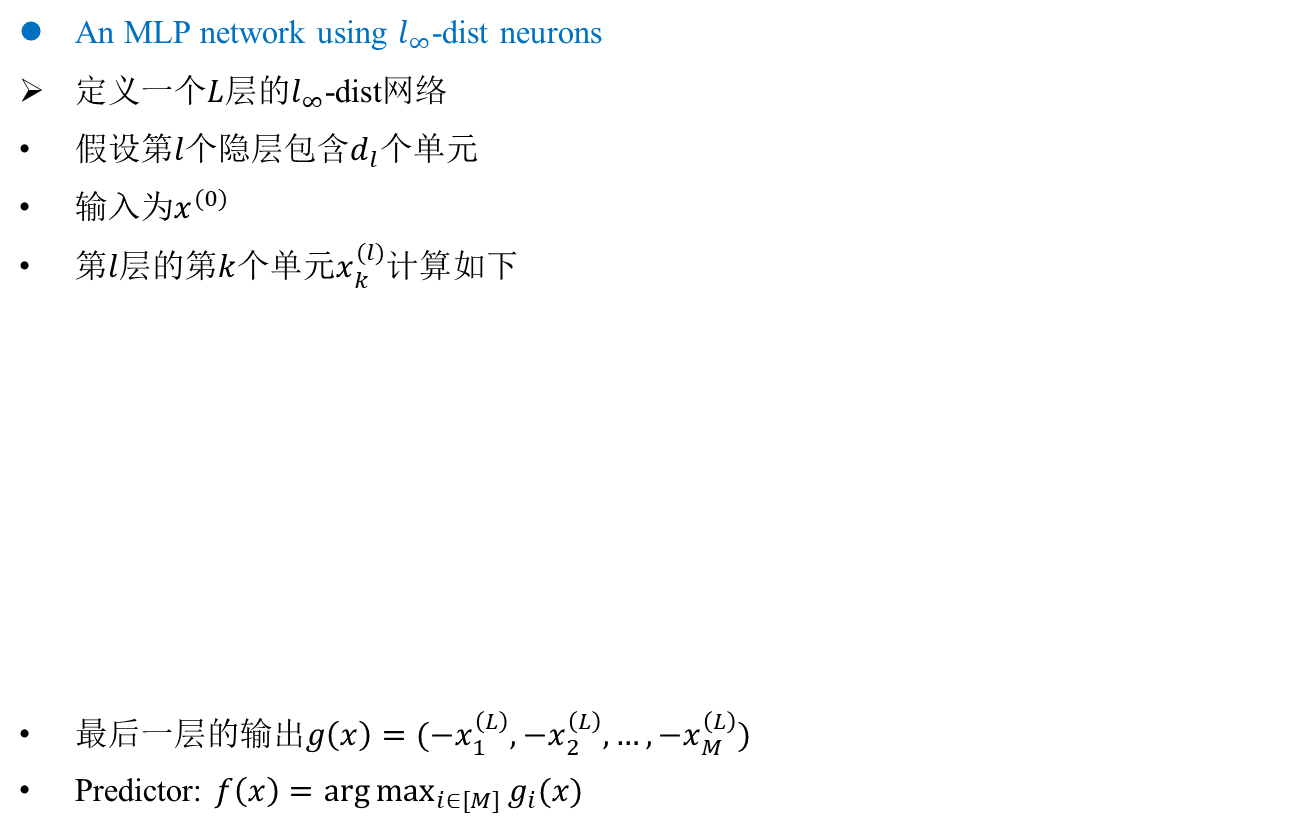 ● An MLP network using l∞-dist neurons
➢ 定义一个L层的l∞-dist网络
• 假设第l个隐层包含d_l个单元
• 输入为x^(0)
• 第l层的第k个单元x_k^(l)计算如下
• 最后一层的输出g(x) = (−x_1^(L), −x_2^(L), … , −x_M^(L))
• Predictor: f(x) = arg max_{i∈[M]} g_i(x)